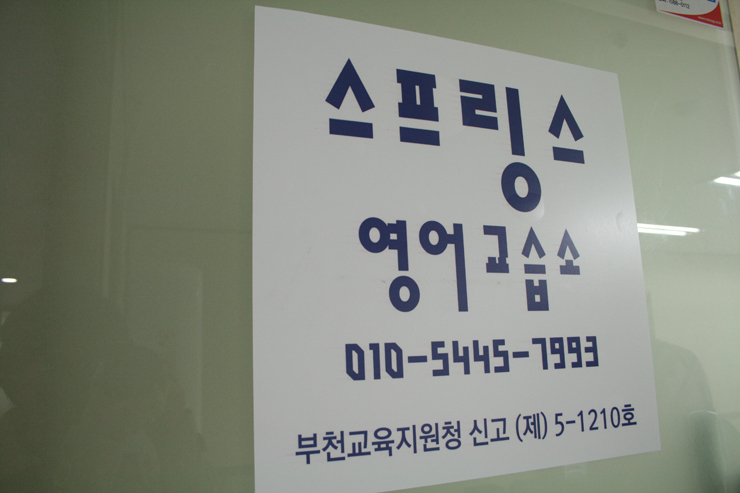 스프링스
영어교습소
010-5445-7993
부천교육지원청 신고 (제) 5-1210호